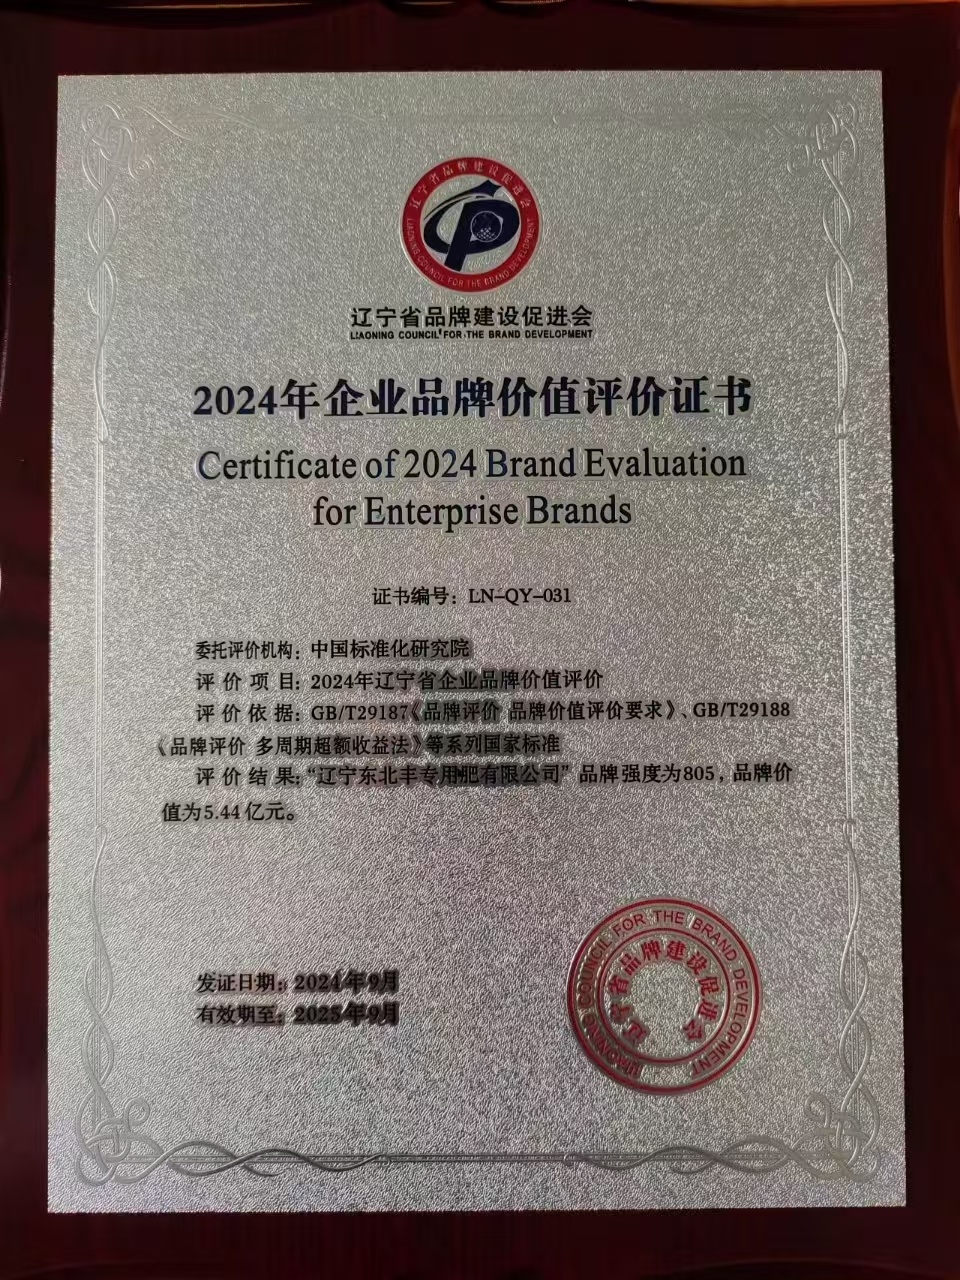 辽宁省品牌建设促进会
LIAONING COUNCIL FOR THE BRAND DEVELOPMENT
辽宁省品牌建设促进会
LIAONING COUNCIL FOR THE BRAND DEVELOPMENT
2024年企业品牌价值评价证书
Certificate of 2024 Brand Evaluation
for Enterprise Brands
证书编号：LN-QY-031
委托评价机构：中国标准化研究院
评价项目：2024年辽宁省企业品牌价值评价
评价依据：GB/T29187《品牌评价 品牌价值评价要求》、GB/T29188
《品牌评价 多周期超额收益法》等系列国家标准
评价结果：“辽宁东北丰专用肥有限公司”品牌强度为805，品牌价
值为5.44亿元。
发证日期：2024年9月
有效期至：2025年9月
LIAONING COUNCIL FOR THE BRAND DEVELOPMENT
辽宁省品牌建设促进会